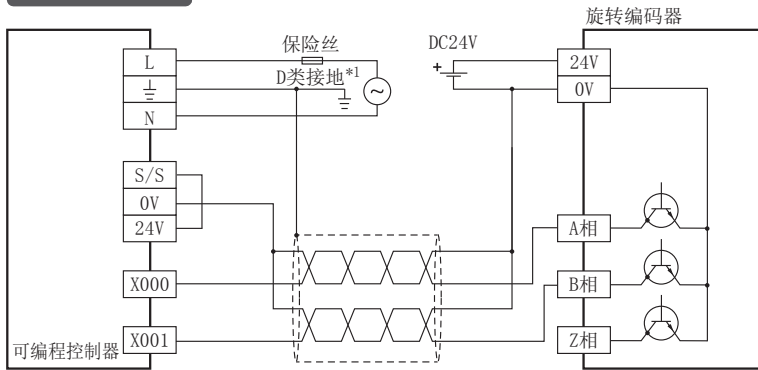 旋转编码器
保险丝
DC24V
L
24V
D类接地*1
+
0V
~
N
S/S
0V
24V
A相
X000
B相
X001
Z相
可编程控制器